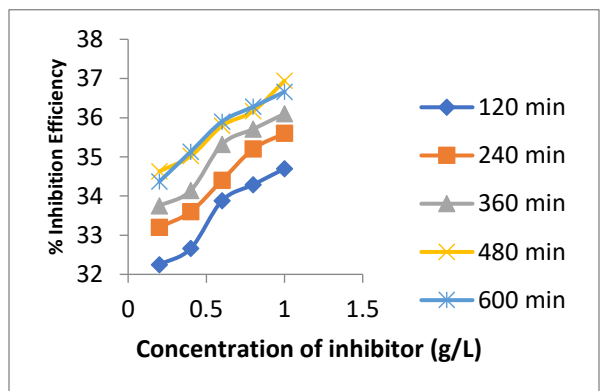 % Inhibition Efficiency
38
37
36
35
34
33
32
0 0.5 1 1.5
Concentration of inhibitor (g/L)
120 min
240 min
360 min
480 min
600 min